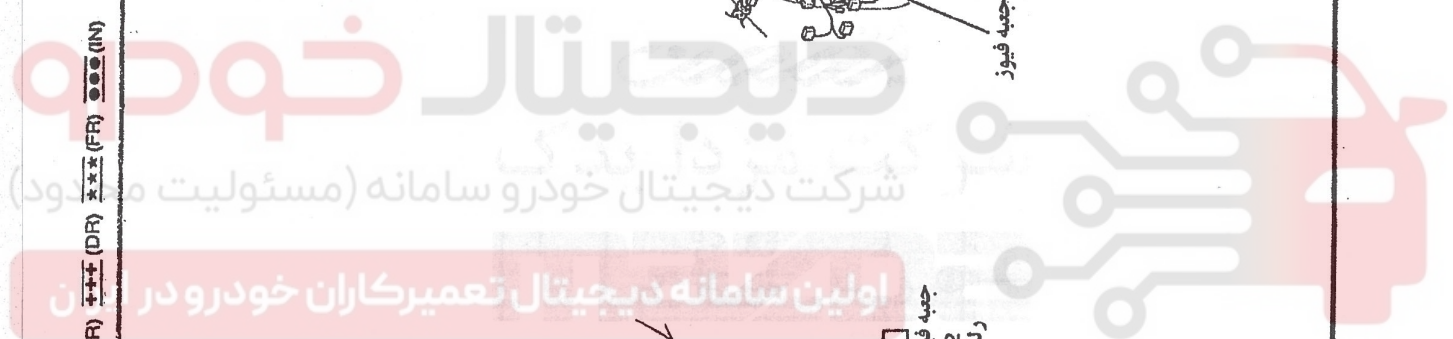 دیجیتال خودرو
شرکت دیجیتال خودرو سامانه (مسئولیت محدود)
اولین سامانه دیجیتال تعمیرکاران خودرو در ایران
جعبه فیوز
جعبه
R) +++ (DR) ★★★ (FR) ●●● (IN)